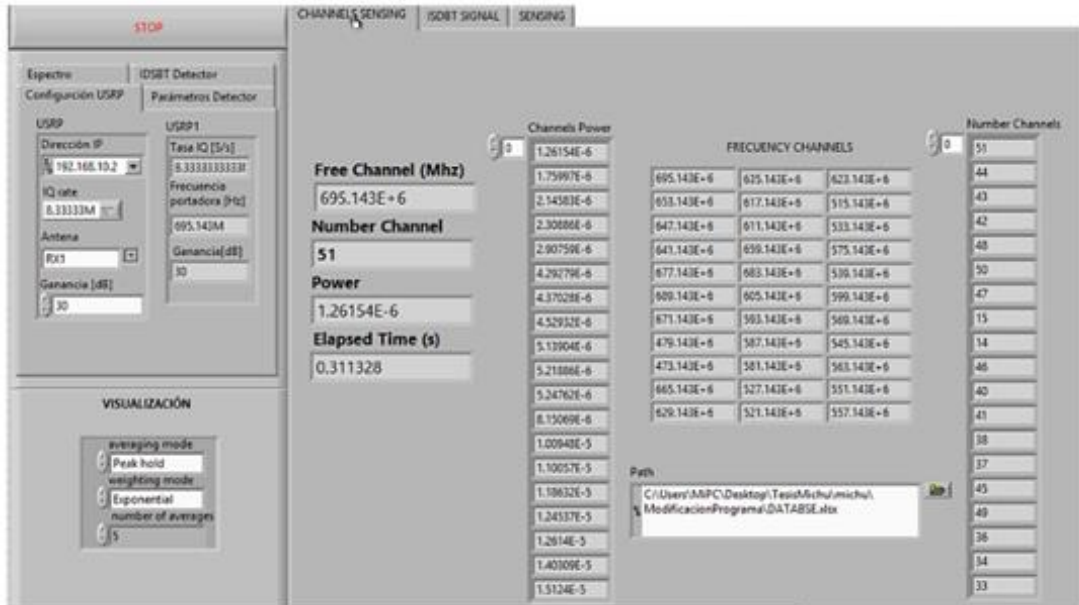 STOP
Espectro
IDSBT Detector
Configurción USRP
Parámetros Detector
USRP
Dirección IP
192.168.10.2
IQ rate
8.33333M
Antena
RX1
Ganancia [dB]
30
USRP1
Tasa IQ [S/s]
Frecuencia
portadora [Hz]
695.143M
Ganancia[dB]
30
VISUALIZACIÓN
averaging mode
Peak hold
weighting mode
Exponential
number of averages
5
CHANNELS SENSING
ISDBT SIGNAL
SENSING
Free Channel (Mhz)
695.143E+6
Number Channel
51
Power
1.26154E-6
Elapsed Time (s)
0.311328
Channels Power
0
1.26154E-6
1.75997E-6
2.14583E-6
2.30886E-6
2.90759E-6
4.29279E-6
4.37028E-6
4.52932E-6
5.13904E-6
5.21886E-6
5.24762E-6
8.15069E-6
1.00948E-5
1.10057E-5
1.18632E-5
1.24537E-5
1.2614E-5
1.40309E-5
1.5124E-5
FRECUENCY CHANNELS
695.143E+6 635.143E+6 623.143E+6
653.143E+6 617.143E+6 515.143E+6
647.143E+6 611.143E+6 533.143E+6
641.143E+6 659.143E+6 575.143E+6
677.143E+6 683.143E+6 539.143E+6
689.143E+6 605.143E+6 599.143E+6
671.143E+6 593.143E+6 569.143E+6
479.143E+6 587.143E+6 545.143E+6
473.143E+6 581.143E+6 563.143E+6
665.143E+6 527.143E+6 551.143E+6
629.143E+6 521.143E+6 557.143E+6
Path
C:\Users\MiPC\Desktop\TesisMichu\michu\
ModificacionPrograma\DATABSE.xlsx
Number Channels
0
51
44
43
42
48
50
47
15
14
46
40
41
38
37
45
49
36
34
33